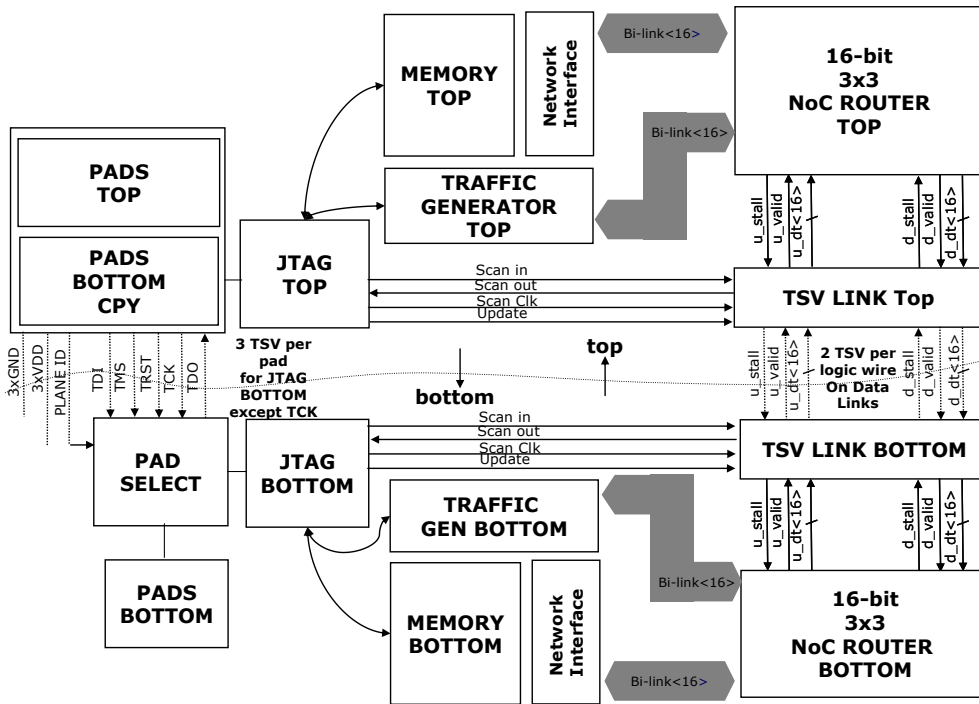 MEMORY
TOP
Network
Interface
Bi-link<16>
16-bit
3x3
NoC ROUTER
TOP
Bi-link<16>
PADS
TOP
TRAFFIC
GENERATOR
TOP
PADS
BOTTOM
CPY
JTAG
TOP
u_stall
u_valid
u_dt<16>
d_stall
d_valid
d_dt<16>
Scan in
Scan out
Scan Clk
Update
TSV LINK Top
3xGND
3xVDD
PLANE ID
TDI
TMS
TRST
TCK
TDO
3 TSV per
pad
for JTAG
BOTTOM
except TCK
bottom
top
u_stall
u_valid
u_dt<16>
2 TSV per
logic wire
On Data
Links
d_stall
d_valid
d_dt<16>
PAD
SELECT
JTAG
BOTTOM
Scan in
Scan out
Scan Clk
Update
TSV LINK BOTTOM
TRAFFIC
GEN BOTTOM
u_stall
u_valid
u_dt<16>
d_stall
d_valid
d_dt<16>
PADS
BOTTOM
Bi-link<16>
MEMORY
BOTTOM
Network
Interface
16-bit
3x3
NoC ROUTER
BOTTOM
Bi-link<16>